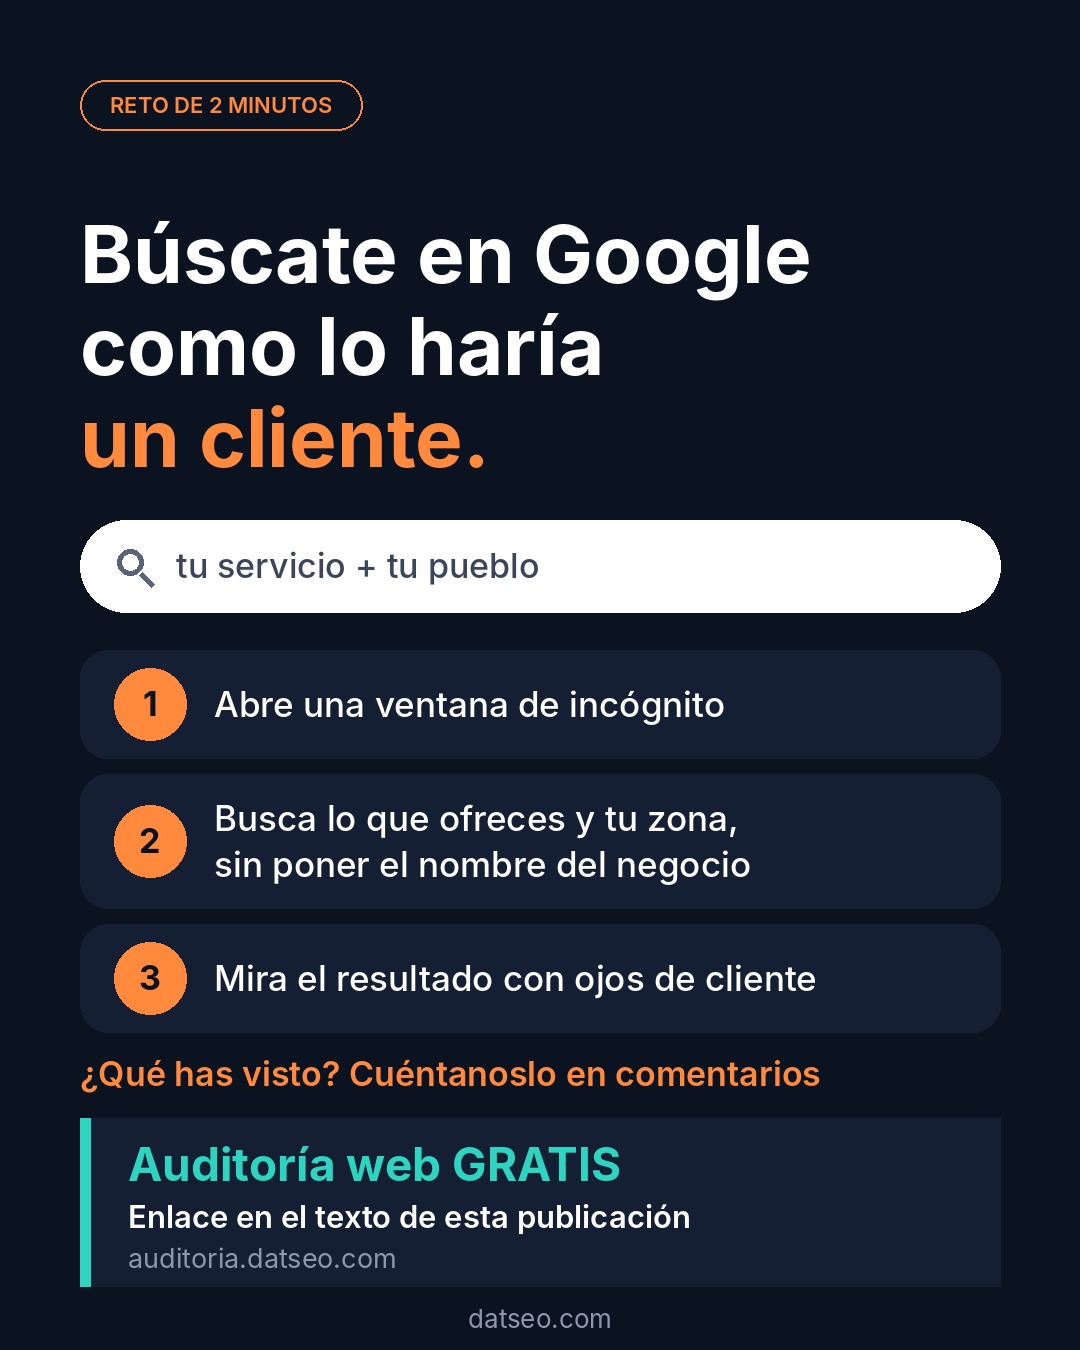 RETO DE 2 MINUTOS
Búscate en Google
como lo haría
un cliente.
tu servicio + tu pueblo
1 Abre una ventana de incógnito
2 Busca lo que ofreces y tu zona,
sin poner el nombre del negocio
3 Mira el resultado con ojos de cliente
¿Qué has visto? Cuéntanoslo en comentarios
Auditoría web GRATIS
Enlace en el texto de esta publicación
auditoria.datseo.com
datseo.com